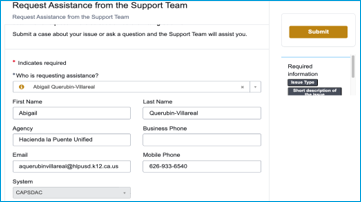 Request Assistance from the Support Team
Request Assistance from the Support Team
Submit a case about your issue or ask a question and the Support Team will assist you.
Submit
* Indicates required
*Who is requesting assistance?
Abigail Querubin-Villareal
First Name
Last Name
Abigail
Querubin-Villareal
Agency
Business Phone
Hacienda la Puente Unified
Email
Mobile Phone
aquerubinvillareal@hlpusd.k12.ca.us
626-933-6540
System
CAPSDAC
Required
information
Issue Type
Short description of
the issue